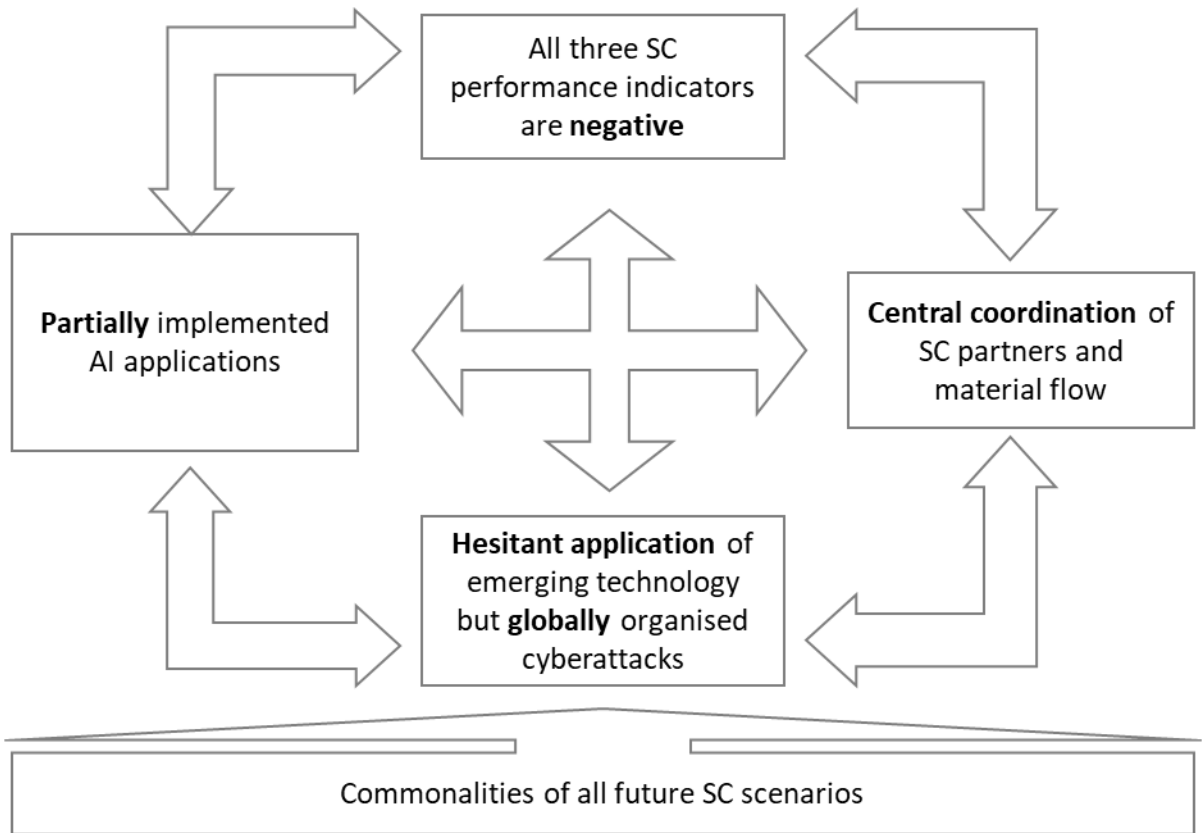 All three SC
performance indicators
are negative
Partially implemented
AI applications
Central coordination of
SC partners and
material flow
Hesitant application of
emerging technology
but globally organised
cyberattacks
Commonalities of all future SC scenarios